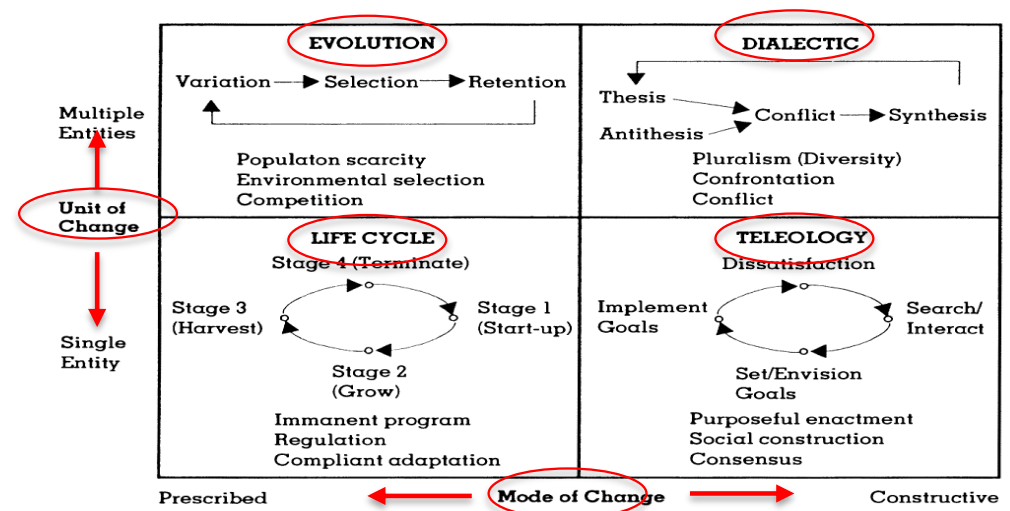 EVOLUTION
Variation
Selection
Retention
Populaton scarcity
Environmental selection
Competition
DIALECTIC
Thesis
Antithesis
Conflict
Synthesis
Pluralism (Diversity)
Confrontation
Conflict
Multiple
Entities
Unit of
Change
Single
Entity
LIFE CYCLE
Stage 4 (Terminate)
Stage 3
(Harvest)
Stage 1
(Start-up)
Stage 2
(Grow)
Immanent program
Regulation
Compliant adaptation
TELEOLOGY
Dissatisfaction
Implement
Goals
Search/
Interact
Set/Envision
Goals
Purposeful enactment
Social construction
Consensus
Prescribed
Mode of Change
Constructive